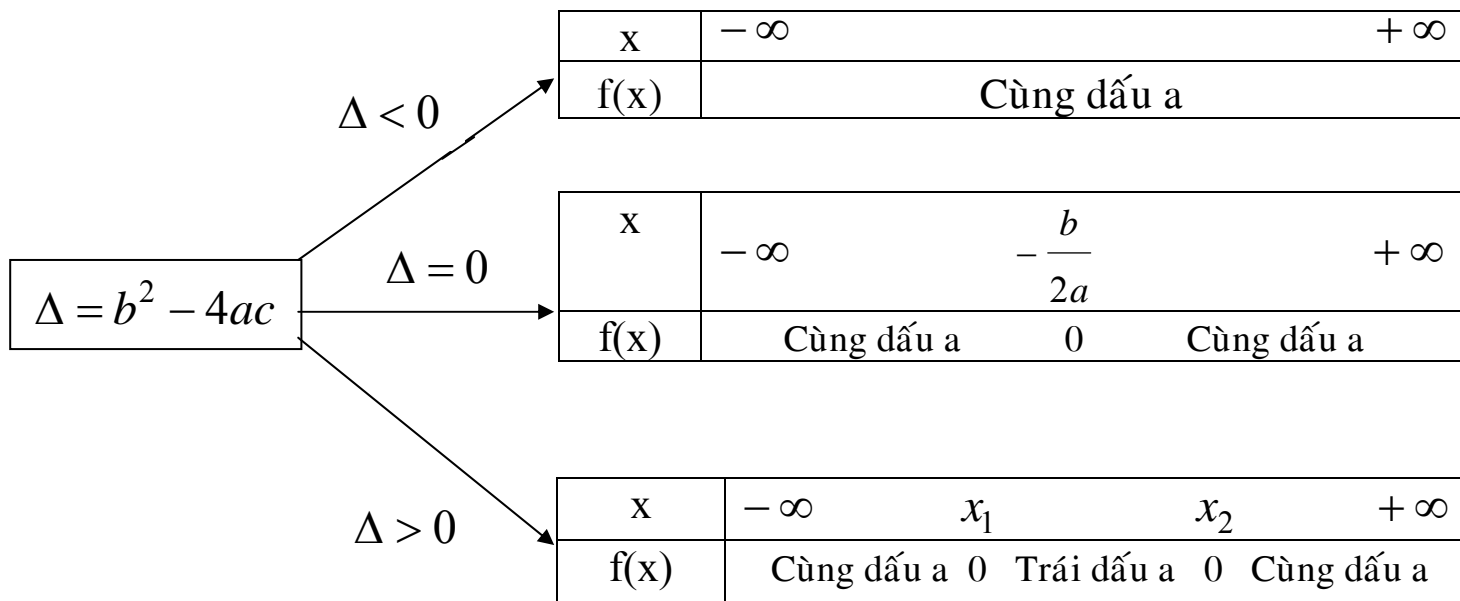 x −∞ +∞
f(x) Cùng dấu a
Δ < 0
x −∞ −b/2a +∞
f(x) Cùng dấu a 0 Cùng dấu a
Δ = 0
Δ = b² − 4ac
x −∞ x₁ x₂ +∞
f(x) Cùng dấu a 0 Trái dấu a 0 Cùng dấu a
Δ > 0